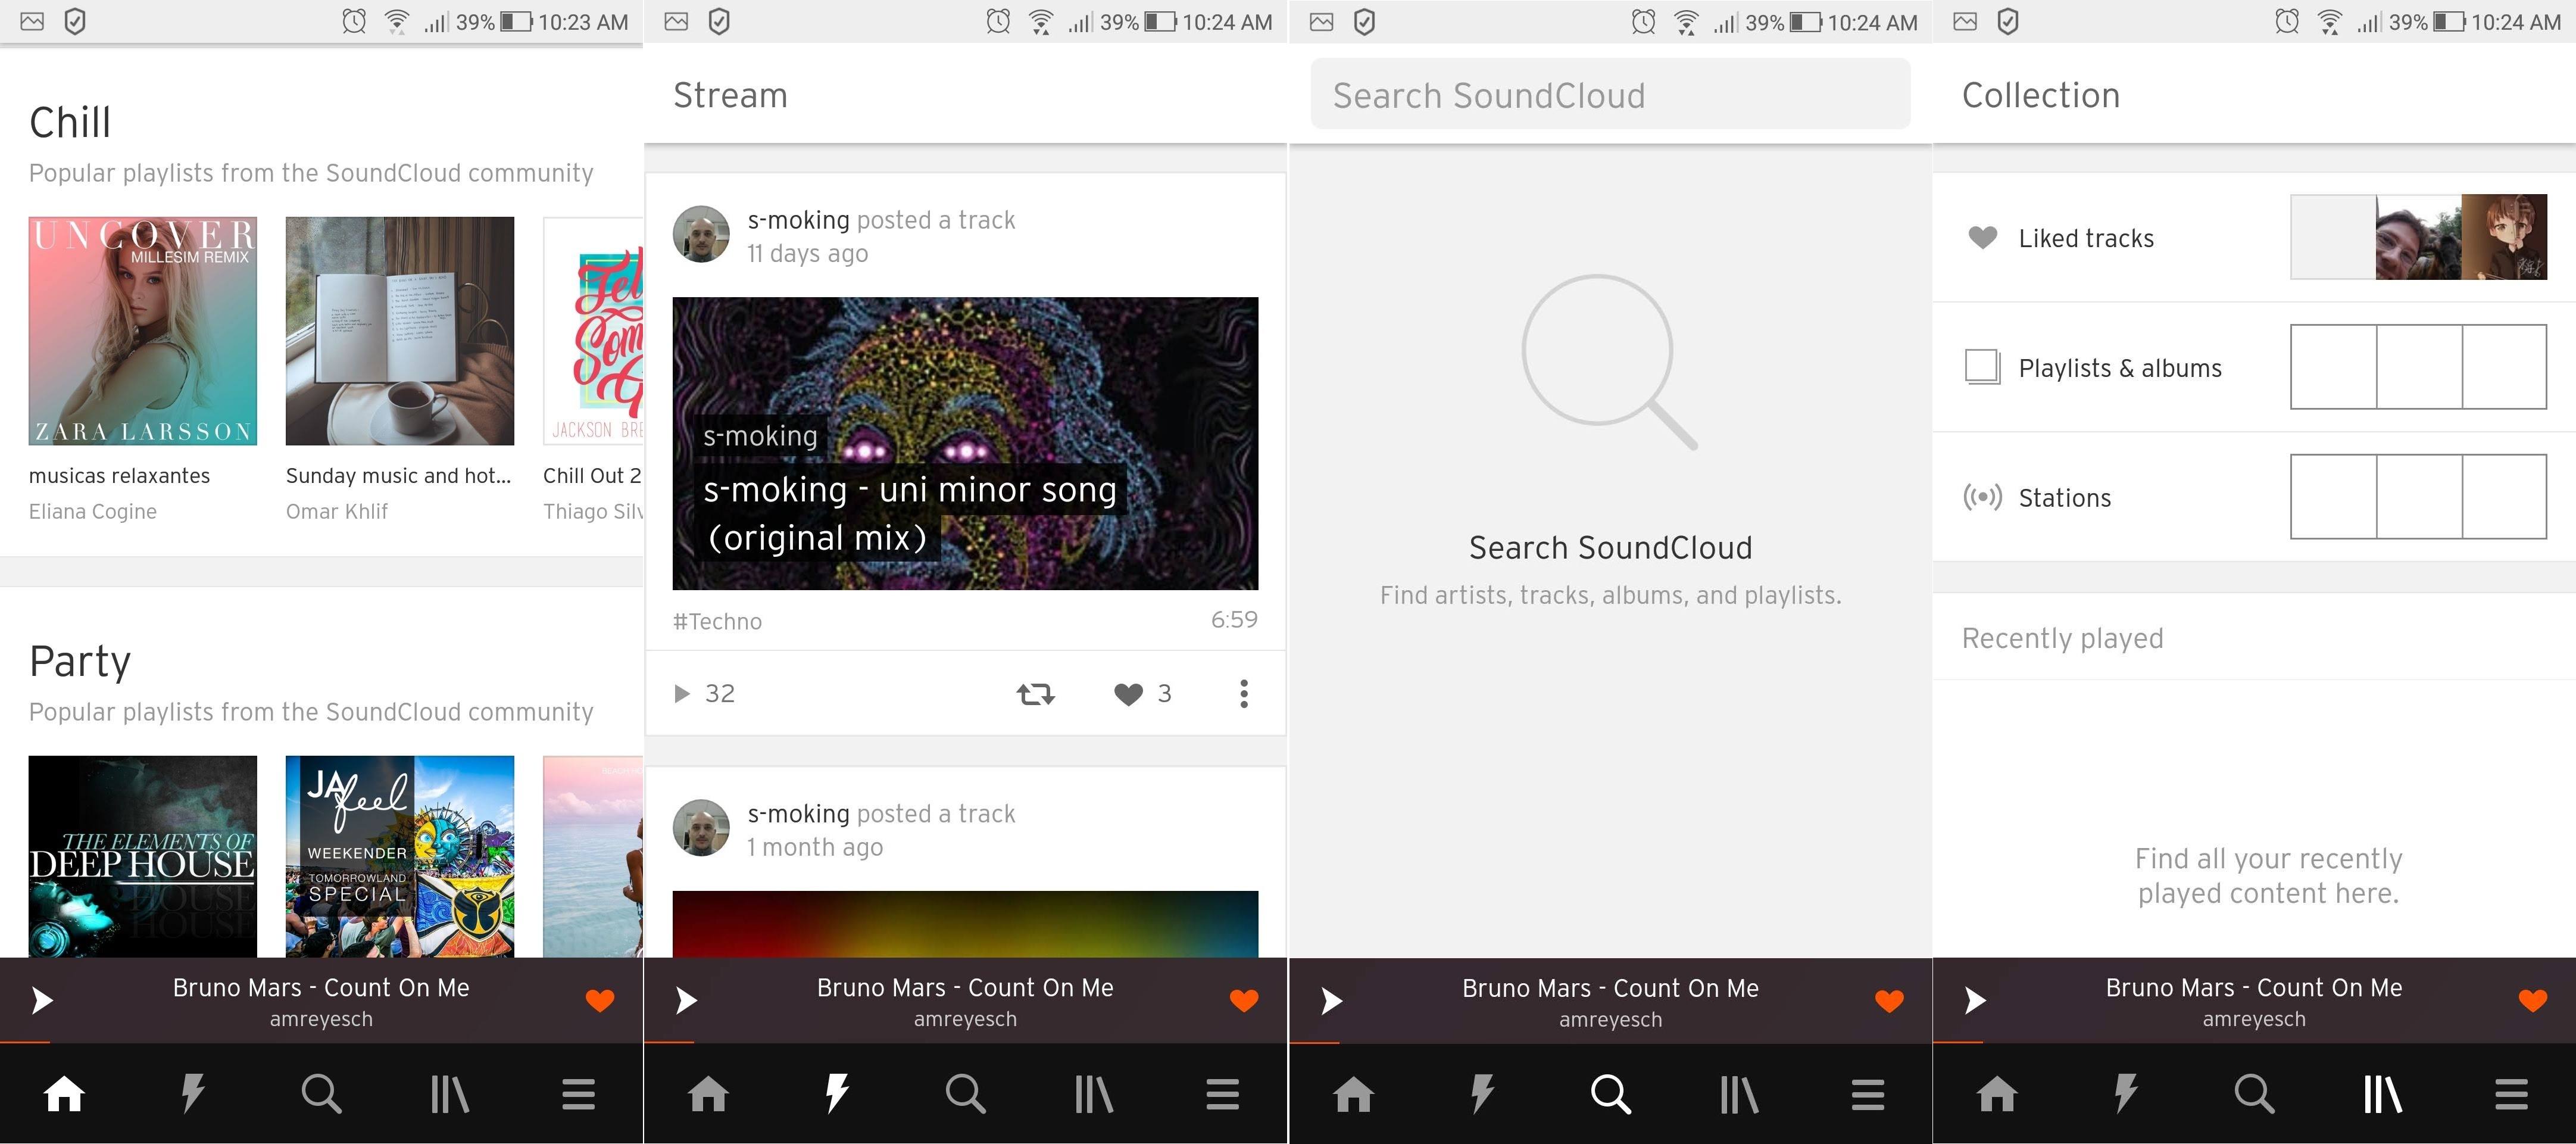 39% 10:23 AM
Chill
Popular playlists from the SoundCloud community
UNCOVER
MILLESIM REMIX
ZARA LARSSON
JACKSON BRE
musicas relaxantes
Eliana Cogine
Sunday music and hot...
Omar Khlif
Chill Out 2
Thiago Silv
Party
Popular playlists from the SoundCloud community
THE ELEMENTS OF
DEEP HOUSE
HOUSE
HOUSE
JA feel
WEEKENDER
TOMORROWLAND
SPECIAL
Bruno Mars - Count On Me
amreyesch
39% 10:24 AM
Stream
s-moking posted a track
11 days ago
s-moking
s-moking - uni minor song
(original mix)
#Techno 6:59
32 3
s-moking posted a track
1 month ago
Bruno Mars - Count On Me
amreyesch
39% 10:24 AM
Search SoundCloud
Search SoundCloud
Find artists, tracks, albums, and playlists.
Bruno Mars - Count On Me
amreyesch
39% 10:24 AM
Collection
Liked tracks
Playlists & albums
Stations
Recently played
Find all your recently
played content here.
Bruno Mars - Count On Me
amreyesch